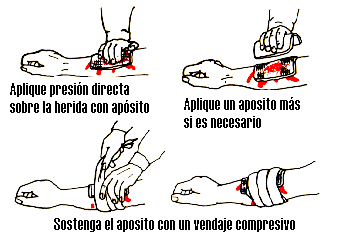 Aplique presión directa
sobre la herida con apósito
Aplique un aposito más
si es necesario
Sostenga el aposito con un vendaje compresivo